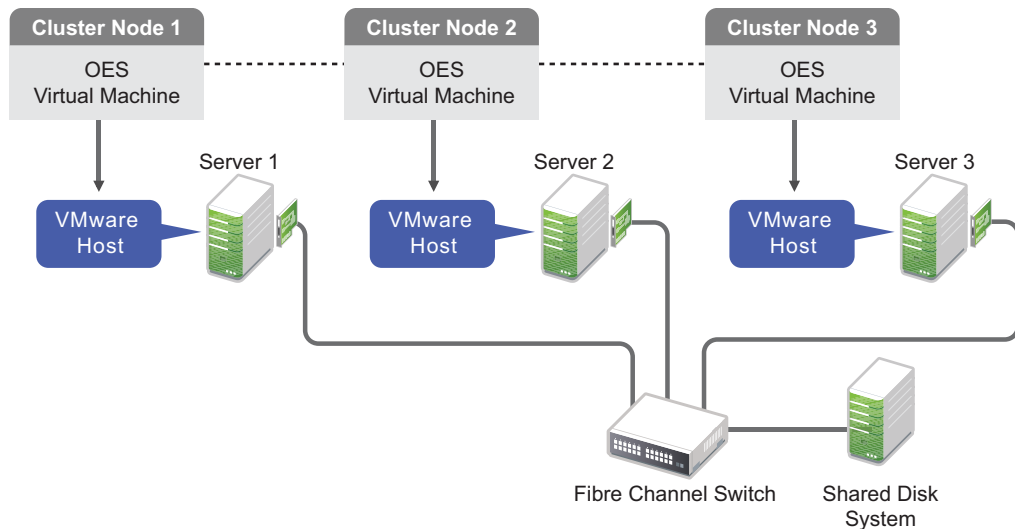 Cluster Node 1
OES
Virtual Machine
Cluster Node 2
OES
Virtual Machine
Cluster Node 3
OES
Virtual Machine
Server 1
VMware
Host
Server 2
VMware
Host
Server 3
VMware
Host
Fibre Channel Switch
Shared Disk
System